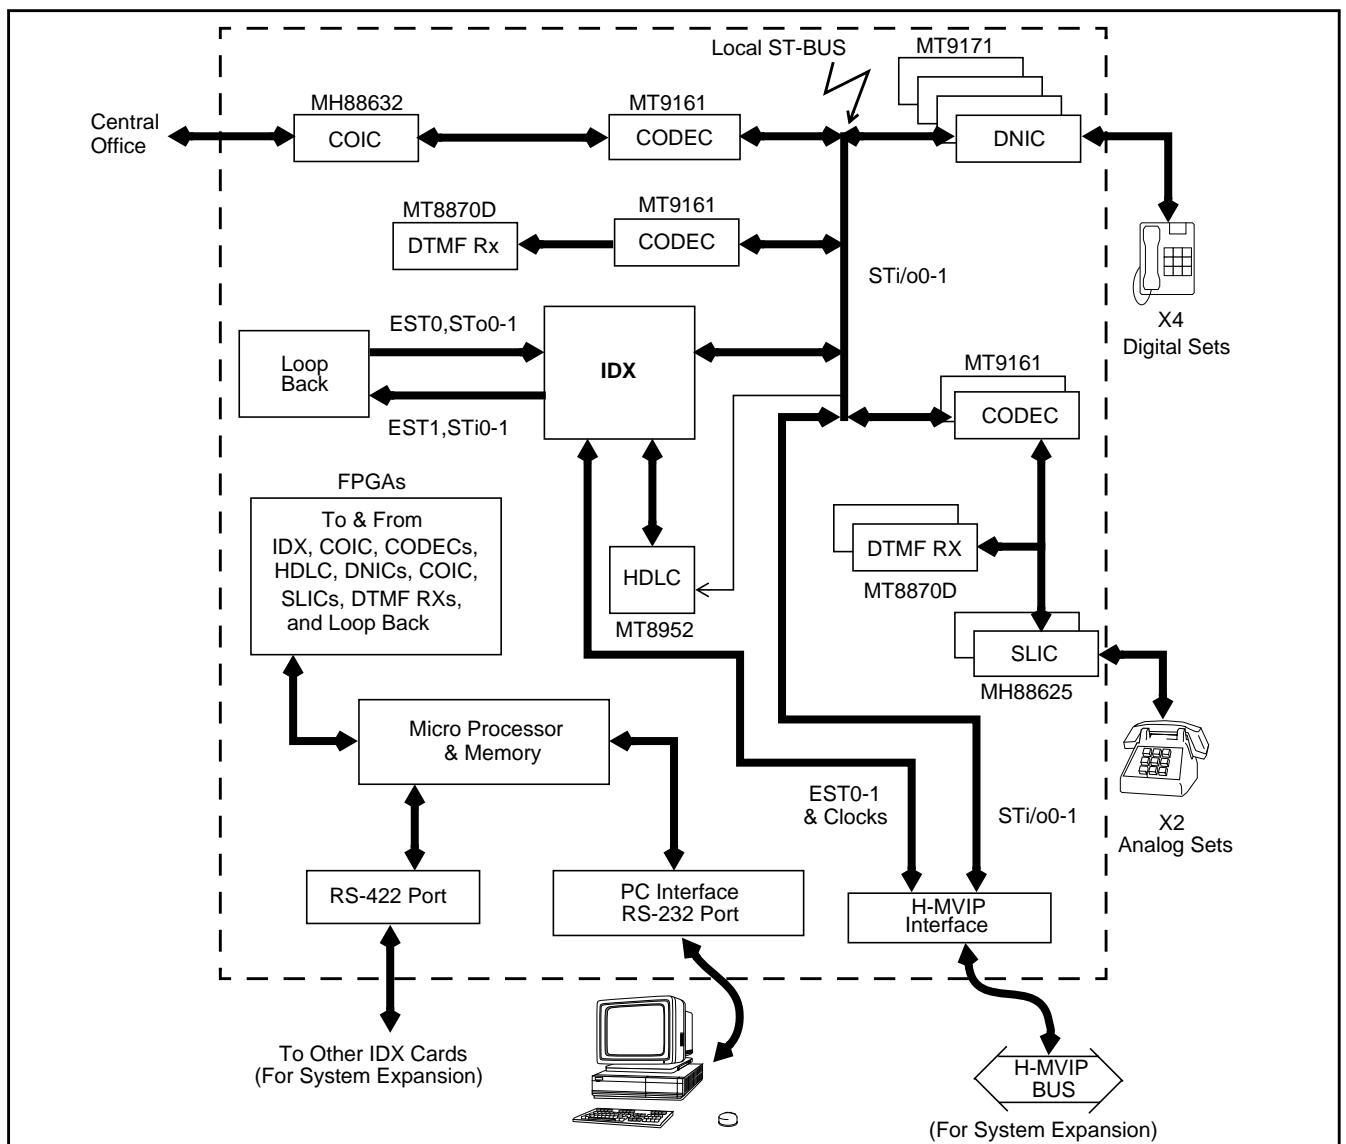 Local ST-BUS
MT9171
MH88632
MT9161
Central
Office
COIC
CODEC
DNIC
MT8870D
MT9161
DTMF Rx
CODEC
STi/o0-1
EST0,STo0-1
X4
Digital Sets
Loop
Back
IDX
MT9161
CODEC
EST1,STi0-1
FPGAs
To & From
IDX, COIC, CODECs,
HDLC, DNICs, COIC,
SLICs, DTMF RXs,
and Loop Back
DTMF RX
MT8870D
HDLC
MT8952
SLIC
MH88625
Micro Processor
& Memory
EST0-1
& Clocks
STi/o0-1
X2
Analog Sets
RS-422 Port
PC Interface
RS-232 Port
H-MVIP
Interface
To Other IDX Cards
(For System Expansion)
H-MVIP
BUS
(For System Expansion)